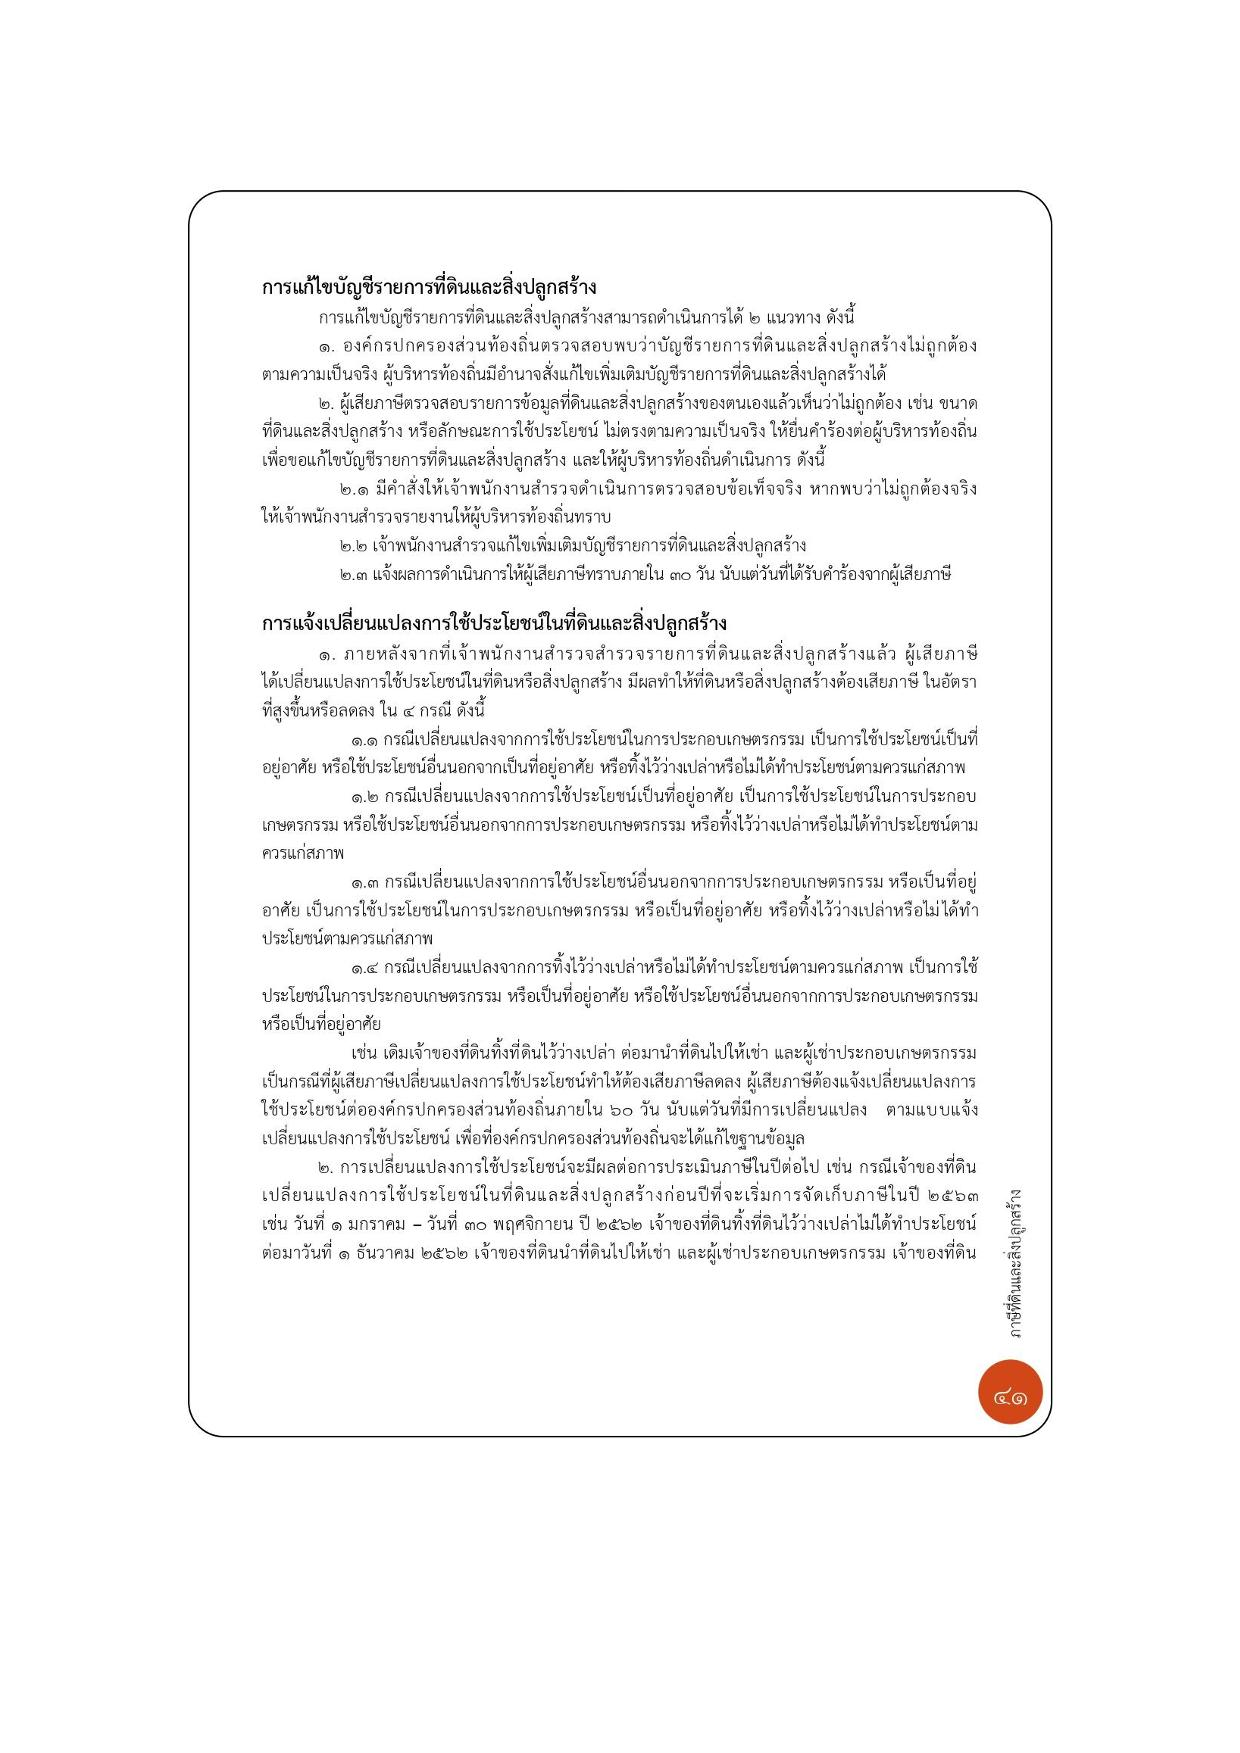 การแก้ไขบัญชีรายการที่ดินและสิ่งปลูกสร้าง
การแก้ไขบัญชีรายการที่ดินและสิ่งปลูกสร้างสามารถดำเนินการได้ ๒ แนวทาง ดังนี้
๑. องค์กรปกครองส่วนท้องถิ่นตรวจสอบพบว่าบัญชีรายการที่ดินและสิ่งปลูกสร้างไม่ถูกต้อง
ตามความเป็นจริง ผู้บริหารท้องถิ่นมีอำนาจสั่งแก้ไขเพิ่มเติมบัญชีรายการที่ดินและสิ่งปลูกสร้างได้
๒. ผู้เสียภาษีตรวจสอบรายการข้อมูลที่ดินและสิ่งปลูกสร้างของตนเองแล้วเห็นว่าไม่ถูกต้อง เช่น ขนาด
ที่ดินและสิ่งปลูกสร้าง หรือลักษณะการใช้ประโยชน์ ไม่ตรงตามความเป็นจริง ให้ยื่นคำร้องต่อผู้บริหารท้องถิ่น
เพื่อขอแก้ไขบัญชีรายการที่ดินและสิ่งปลูกสร้าง และให้ผู้บริหารท้องถิ่นดำเนินการ ดังนี้
๒.๑ มีคำสั่งให้เจ้าพนักงานสำรวจดำเนินการตรวจสอบข้อเท็จจริง หากพบว่าไม่ถูกต้องจริง
ให้เจ้าพนักงานสำรวจรายงานให้ผู้บริหารท้องถิ่นทราบ
๒.๒ เจ้าพนักงานสำรวจแก้ไขเพิ่มเติมบัญชีรายการที่ดินและสิ่งปลูกสร้าง
๒.๓ แจ้งผลการดำเนินการให้ผู้เสียภาษีทราบภายใน ๓๐ วัน นับแต่วันที่ได้รับคำร้องจากผู้เสียภาษี
การแจ้งเปลี่ยนแปลงการใช้ประโยชน์ในที่ดินและสิ่งปลูกสร้าง
๑. ภายหลังจากที่เจ้าพนักงานสำรวจสำรวจรายการที่ดินและสิ่งปลูกสร้างแล้ว ผู้เสียภาษี
ได้เปลี่ยนแปลงการใช้ประโยชน์ในที่ดินหรือสิ่งปลูกสร้าง มีผลทำให้ที่ดินหรือสิ่งปลูกสร้างต้องเสียภาษี ในอัตรา
ที่สูงขึ้นหรือลดลง ใน ๔ กรณี ดังนี้
๑.๑ กรณีเปลี่ยนแปลงจากการใช้ประโยชน์ในการประกอบเกษตรกรรม เป็นการใช้ประโยชน์เป็นที่
อยู่อาศัย หรือใช้ประโยชน์อื่นนอกจากเป็นที่อยู่อาศัย หรือทิ้งไว้ว่างเปล่าหรือไม่ได้ทำประโยชน์ตามควรแก่สภาพ
๑.๒ กรณีเปลี่ยนแปลงจากการใช้ประโยชน์เป็นที่อยู่อาศัย เป็นการใช้ประโยชน์ในการประกอบ
เกษตรกรรม หรือใช้ประโยชน์อื่นนอกจากการประกอบเกษตรกรรม หรือทิ้งไว้ว่างเปล่าหรือไม่ได้ทำประโยชน์ตาม
ควรแก่สภาพ
๑.๓ กรณีเปลี่ยนแปลงจากการใช้ประโยชน์อื่นนอกจากการประกอบเกษตรกรรม หรือเป็นที่อยู่
อาศัย เป็นการใช้ประโยชน์ในการประกอบเกษตรกรรม หรือเป็นที่อยู่อาศัย หรือทิ้งไว้ว่างเปล่าหรือไม่ได้ทำ
ประโยชน์ตามควรแก่สภาพ
๑.๔ กรณีเปลี่ยนแปลงจากการทิ้งไว้ว่างเปล่าหรือไม่ได้ทำประโยชน์ตามควรแก่สภาพ เป็นการใช้
ประโยชน์ในการประกอบเกษตรกรรม หรือเป็นที่อยู่อาศัย หรือใช้ประโยชน์อื่นนอกจากการประกอบเกษตรกรรม
หรือเป็นที่อยู่อาศัย
เช่น เดิมเจ้าของที่ดินทิ้งที่ดินไว้ว่างเปล่า ต่อมานำที่ดินไปให้เช่า และผู้เช่าประกอบเกษตรกรรม
เป็นกรณีที่ผู้เสียภาษีเปลี่ยนแปลงการใช้ประโยชน์ทำให้ต้องเสียภาษีลดลง ผู้เสียภาษีต้องแจ้งเปลี่ยนแปลงการ
ใช้ประโยชน์ต่อองค์กรปกครองส่วนท้องถิ่นภายใน ๖๐ วัน นับแต่วันที่มีการเปลี่ยนแปลง ตามแบบแจ้ง
เปลี่ยนแปลงการใช้ประโยชน์ เพื่อที่องค์กรปกครองส่วนท้องถิ่นจะได้แก้ไขฐานข้อมูล
๒. การเปลี่ยนแปลงการใช้ประโยชน์จะมีผลต่อการประเมินภาษีในปีต่อไป เช่น กรณีเจ้าของที่ดิน
เปลี่ยนแปลงการใช้ประโยชน์ในที่ดินและสิ่งปลูกสร้างก่อนปีที่จะเริ่มการจัดเก็บภาษีในปี ๒๕๖๓
เช่น วันที่ ๑ มกราคม – วันที่ ๓๐ พฤศจิกายน ปี ๒๕๖๒ เจ้าของที่ดินทิ้งที่ดินไว้ว่างเปล่าไม่ได้ทำประโยชน์
ต่อมาวันที่ ๑ ธันวาคม ๒๕๖๒ เจ้าของที่ดินนำที่ดินไปให้เช่า และผู้เช่าประกอบเกษตรกรรม เจ้าของที่ดิน
ภาษีที่ดินและสิ่งปลูกสร้าง
๔๑